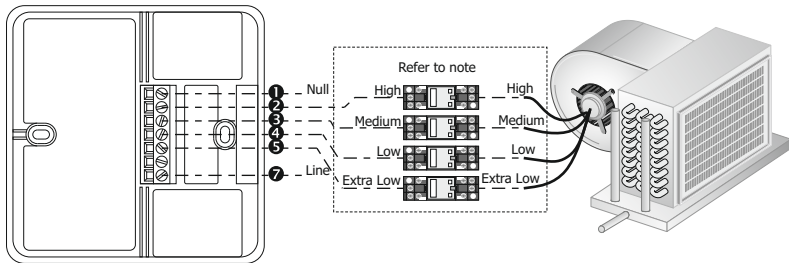 Refer to note
1 Null
2 High High
3 Medium Medium
4 Low Low
5 Extra Low Extra Low
7 Line